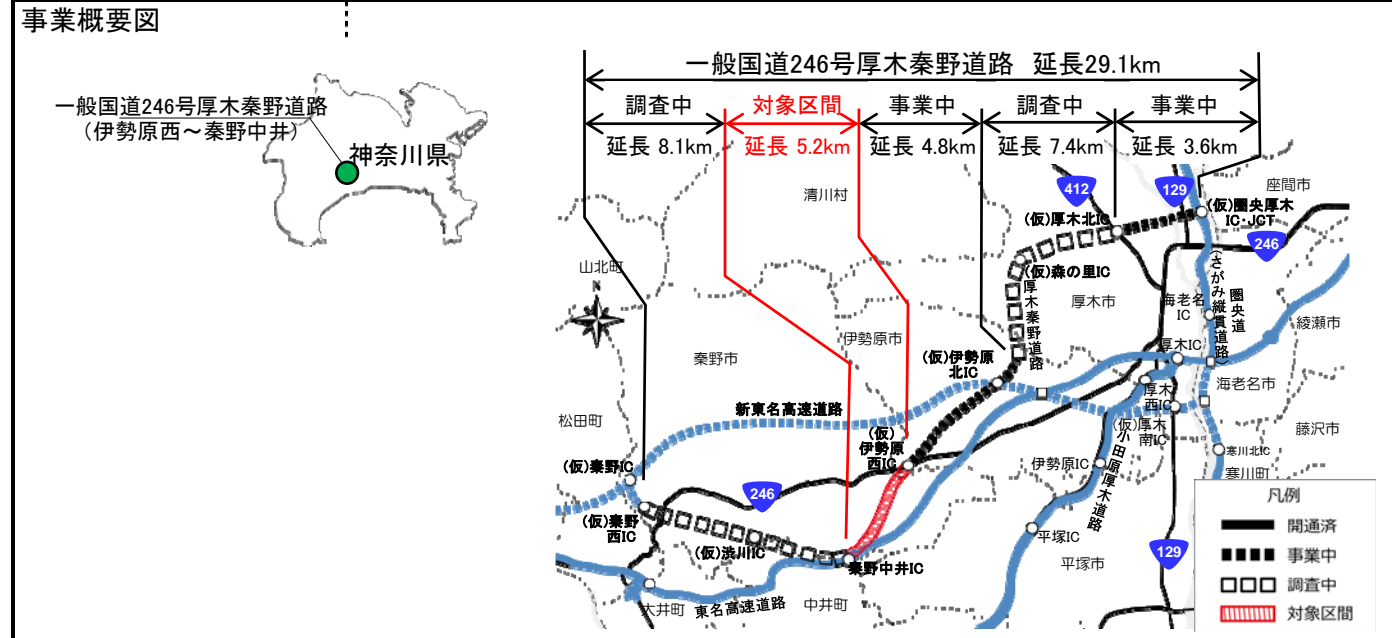 事業概要図
一般国道246号厚木秦野道路
(伊勢原西～秦野中井)
神奈川県
一般国道246号厚木秦野道路 延長29.1km
調査中
対象区間
事業中
調査中
事業中
延長 8.1km
延長 5.2km
延長 4.8km
延長 7.4km
延長 3.6km
412
129
座間市
清川村
(仮)圏央厚木
IC・JCT
(仮)厚木北IC
246
山北町
(仮)森の里IC
厚木市
厚木秦野道路
海老名
IC
圏央道
(さがみ縦貫道路)
綾瀬市
伊勢原市
秦野市
(仮)伊勢原
北IC
厚木IC
海老名市
厚木
西IC
新東名高速道路
松田町
(仮)
伊勢原
西IC
(仮)厚木
南IC
小田原厚木道路
藤沢市
寒川北IC
寒川町
伊勢原IC
(仮)秦野IC
246
(仮)秦野
西IC
(仮)渋川IC
平塚IC
平塚市
129
秦野中井IC
大井町
東名高速道路
中井町
凡例
開通済
事業中
調査中
対象区間